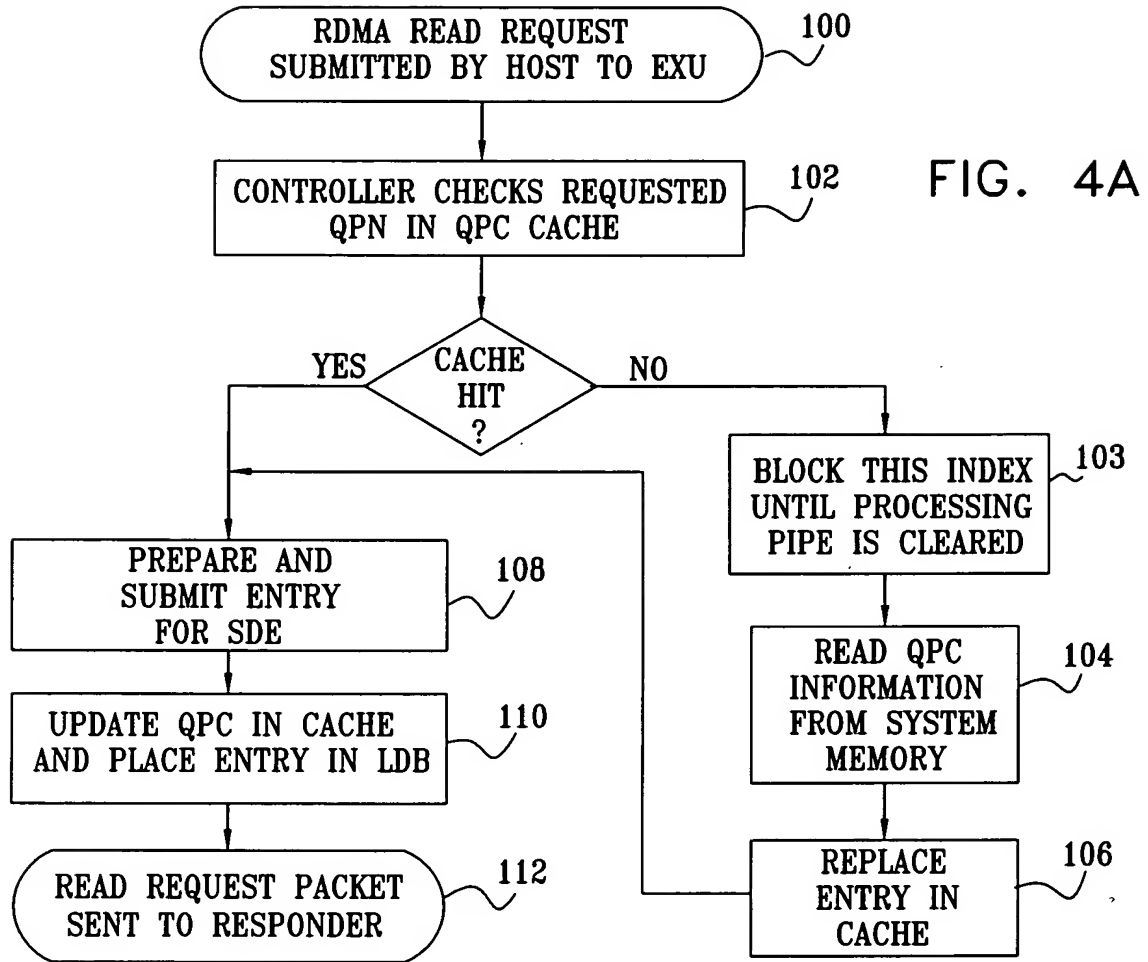 RDMA READ REQUEST
SUBMITTED BY HOST TO EXU
100
CONTROLLER CHECKS REQUESTED
QPN IN QPC CACHE
102
FIG. 4A
CACHE
HIT
?
YES
NO
BLOCK THIS INDEX
UNTIL PROCESSING
PIPE IS CLEARED
103
PREPARE AND
SUBMIT ENTRY
FOR SDE
108
READ QPC
INFORMATION
FROM SYSTEM
MEMORY
104
UPDATE QPC IN CACHE
AND PLACE ENTRY IN LDB
110
REPLACE
ENTRY IN
CACHE
106
READ REQUEST PACKET
SENT TO RESPONDER
112